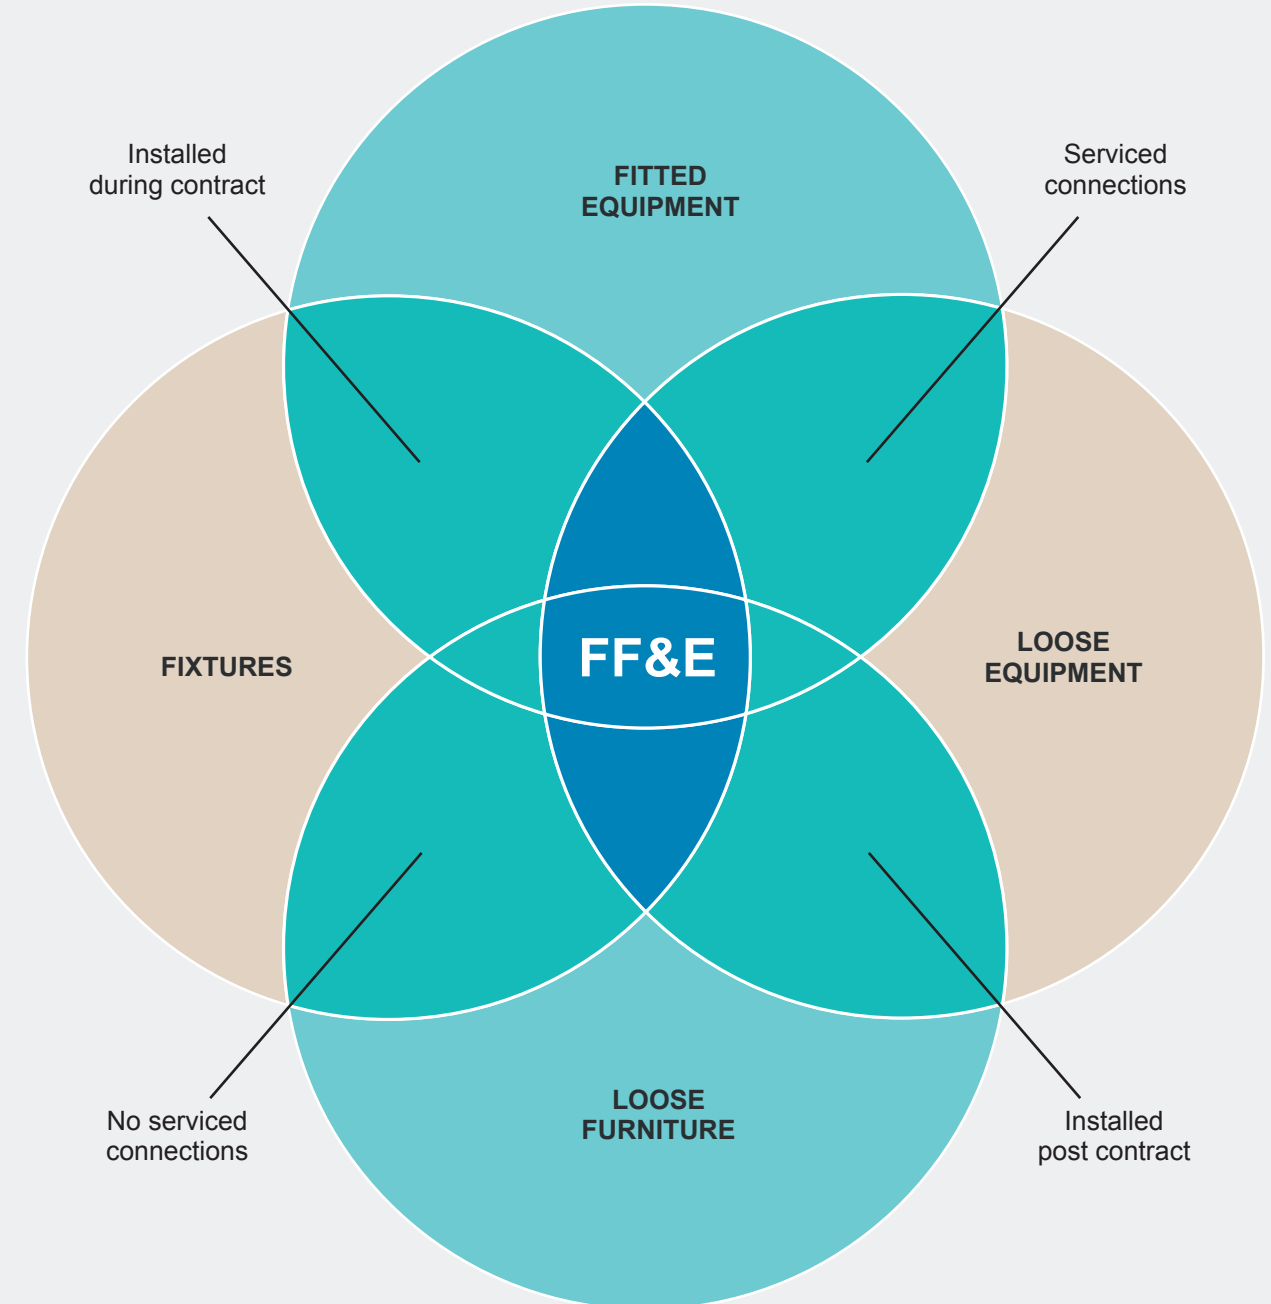 Installed
during contract
FITTED
EQUIPMENT
Serviced
connections
FIXTURES
FF&E
LOOSE
EQUIPMENT
No serviced
connections
LOOSE
FURNITURE
Installed
post contract